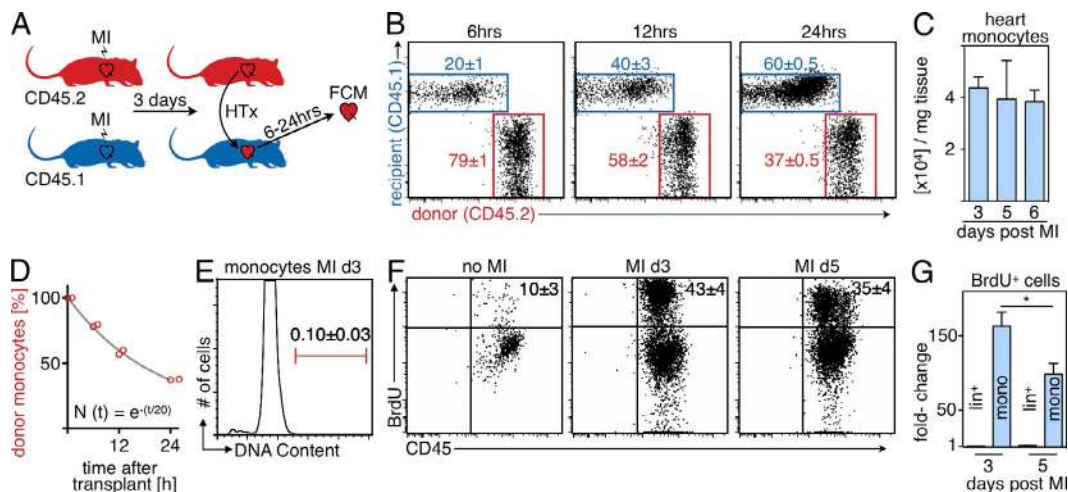 A
MI
CD45.2
MI
CD45.1
3 days
HTx
6-24hrs
FCM
B
6hrs
12hrs
24hrs
recipient (CD45.1)
20±1
40±3
60±0.5
79±1
58±2
37±0.5
donor (CD45.2)
C
heart
monocytes
[x10⁴] / mg tissue
8
4
3 5 6
days post MI
D
donor monocytes [%]
100
50
N (t) = e-(t/20)
12 24
time after
transplant [h]
E
monocytes MI d3
0.10±0.03
# of cells
DNA Content
F
no MI
MI d3
MI d5
10±3
43±4
35±4
BrdU
CD45
G
BrdU⁺ cells
*
fold- change
150
50
1
lin⁺
mono
lin⁺
mono
3 5
days post MI